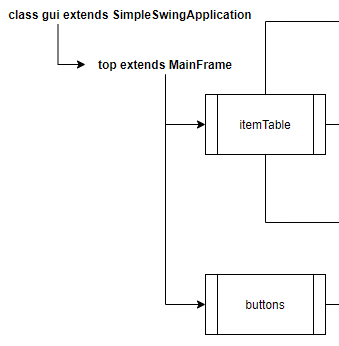 class gui extends SimpleSwingApplication
top extends MainFrame
itemTable
buttons